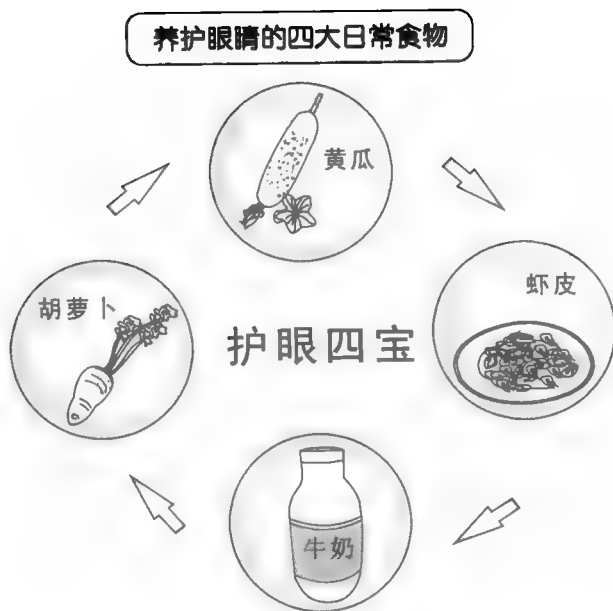 养护眼睛的四大日常食物
黄瓜
虾皮
胡萝卜
护眼四宝
牛奶